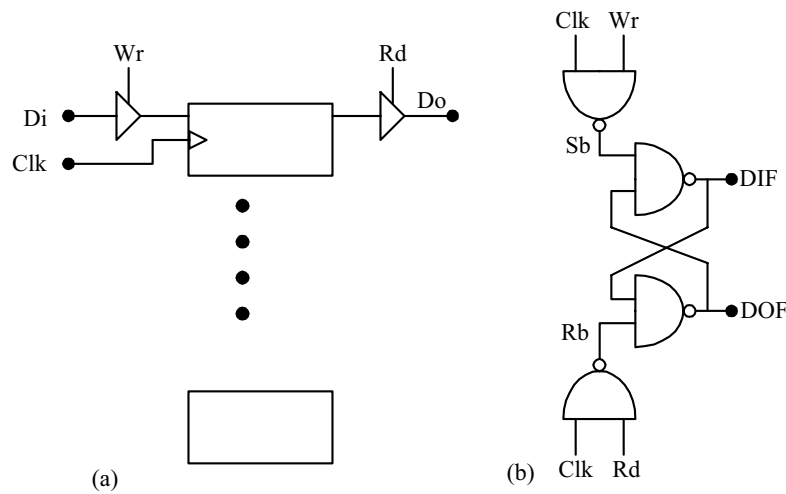 Wr
Rd
Di
Do
Clk
(a)
Clk Wr
Sb
DIF
DOF
Rb
Clk Rd
(b)